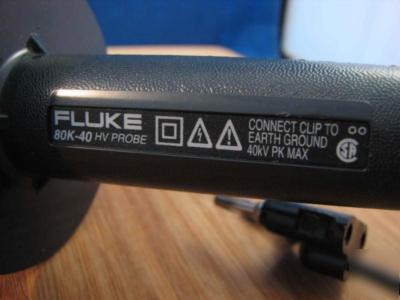 FLUKE
80K-40 HV PROBE
CONNECT CLIP TO
EARTH GROUND
40kV PK MAX